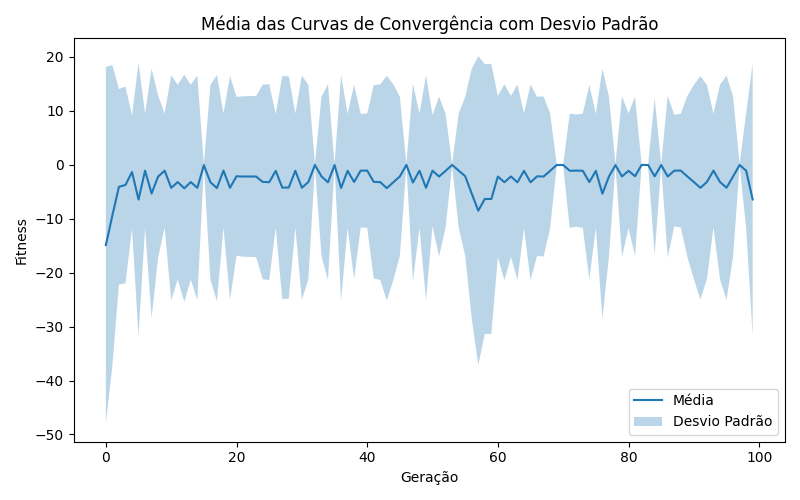 Média das Curvas de Convergência com Desvio Padrão
20
10
0
−10
−20
−30
−40
−50
Fitness
0
20
40
60
80
100
Geração
Média
Desvio Padrão